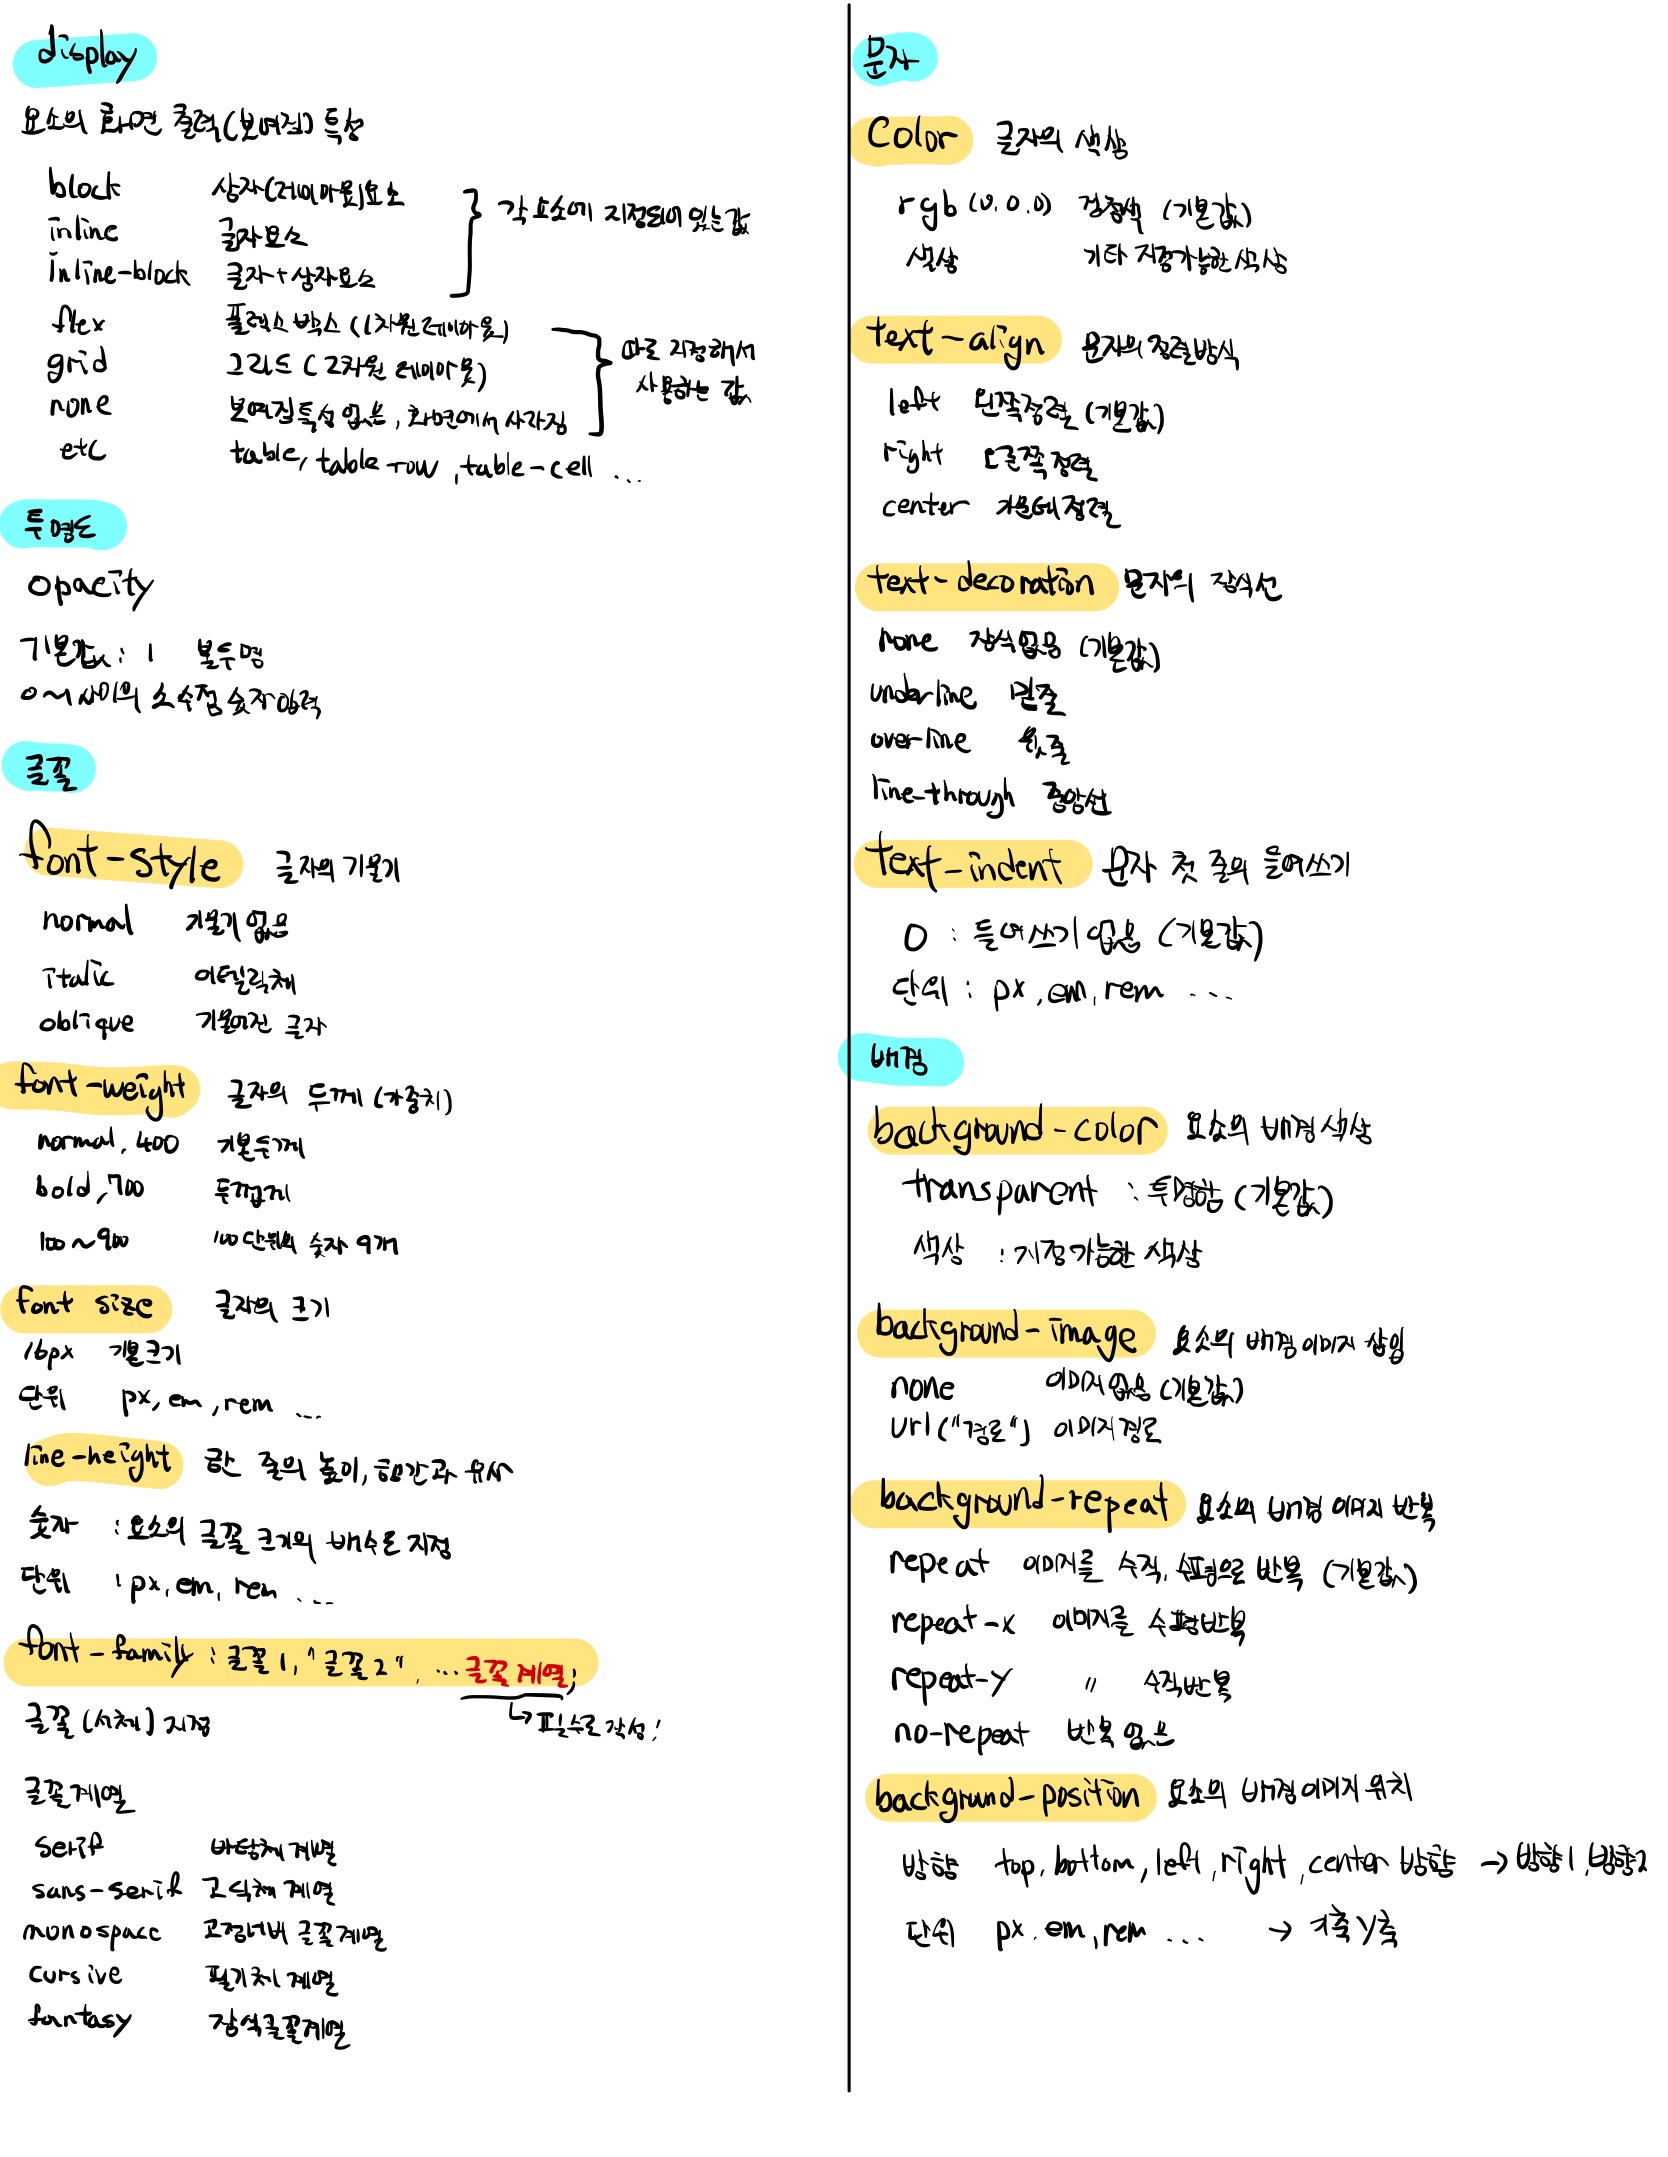 display
요소의 화면 출력(보여짐) 특성
block 상자(레이아웃)요소
inline 글자요소
inline-block 글자+상자요소
각 요소에 지정되어 있는 값
flex 플렉스 박스 (1차원 레이아웃)
grid 그리드 (2차원 레이아웃)
none 보여짐 특성 없음, 화면에서 사라짐
따로 지정해서
사용하는 값
etc table, table-row, table-cell ...
투명도
opacity
기본값 : 1 불투명
0~1 사이의 소수점 숫자 입력
글꼴
font-style 글자의 기울기
normal 기울기 없음
italic 이텔릭체
oblique 기울어진 글자
font-weight 글자의 두께 (가중치)
normal, 400 기본두께
bold, 700 두껍게
100~900 100단위의 숫자 9개
font size 글자의 크기
16px 기본크기
단위 px, em, rem ...
line-height 한 줄의 높이, 행간과 유사
숫자 : 요소의 글꼴 크기의 배수로 지정
단위 : px, em, rem ...
font-family : 글꼴1, "글꼴2", ... 글꼴계열;
↳ 필수로 작성!
글꼴 (서체) 지정
글꼴계열
serif 바탕체 계열
sans-serif 고딕체 계열
monospace 고정너비 글꼴계열
cursive 필기체 계열
fantasy 장식글꼴계열
문자
Color 글자의 색상
rgb (0.0.0) 검정색 (기본값)
색상 기타 지정가능한 색상
text-align 문자의 정렬방식
left 왼쪽정렬 (기본값)
right 오른쪽 정렬
center 가운데 정렬
text-decoration 문자의 장식선
none 장식없음 (기본값)
underline 밑줄
over-line 윗줄
line-through 중앙선
text-indent 문자 첫 줄의 들여쓰기
0 : 들여쓰기 없음 (기본값)
단위 : px, em, rem ...
배경
background-color 요소의 배경 색상
transparent : 투명함 (기본값)
색상 : 지정가능한 색상
background-image 요소의 배경 이미지 삽입
none 이미지 없음 (기본값)
url ("경로") 이미지 경로
background-repeat 요소의 배경 이미지 반복
repeat 이미지를 수직, 수평으로 반복 (기본값)
repeat-x 이미지를 수평반복
repeat-y " 수직반복
no-repeat 반복 없음
background-position 요소의 배경 이미지 위치
방향 top, bottom, left, right, center 방향 → 방향1, 방향2
단위 px. em, rem ... → x축 y축